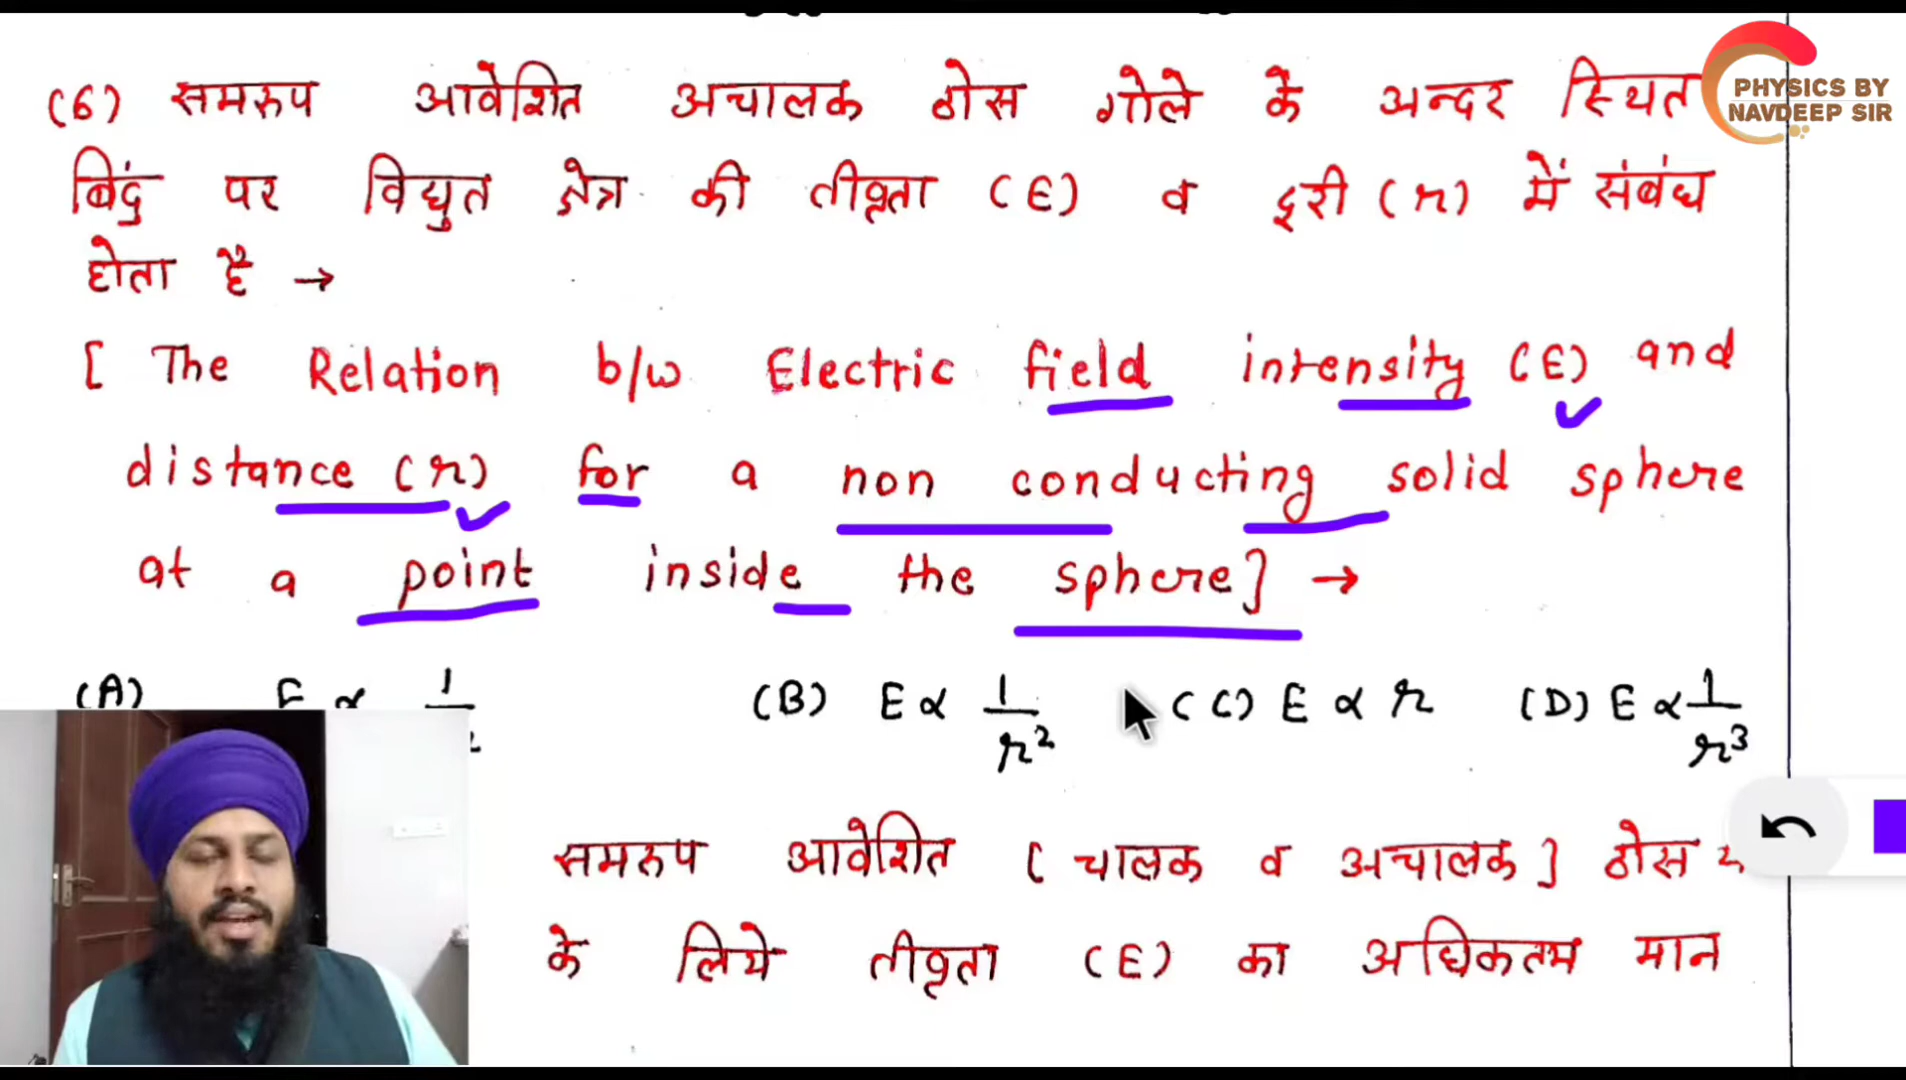 PHYSICS BY
NAVDEEP SIR
(6) समरुप आवेशित अचालक ठोस गोले के अन्दर स्थित
बिंदु पर विद्युत क्षेत्र की तीव्रता (E) व दूरी (r) में संबंध
होता है →
[ The Relation b/w Electric field intensity (E) and
distance (r) for a non conducting solid sphere
at a point inside the sphere] →
(A) E ∝ 1/
(B) E ∝ 1/r² (C) E ∝ r (D) E ∝ 1/r³
समरुप आवेशित [चालक व अचालक] ठोस
के लिये तीव्रता (E) का अधिकतम मान